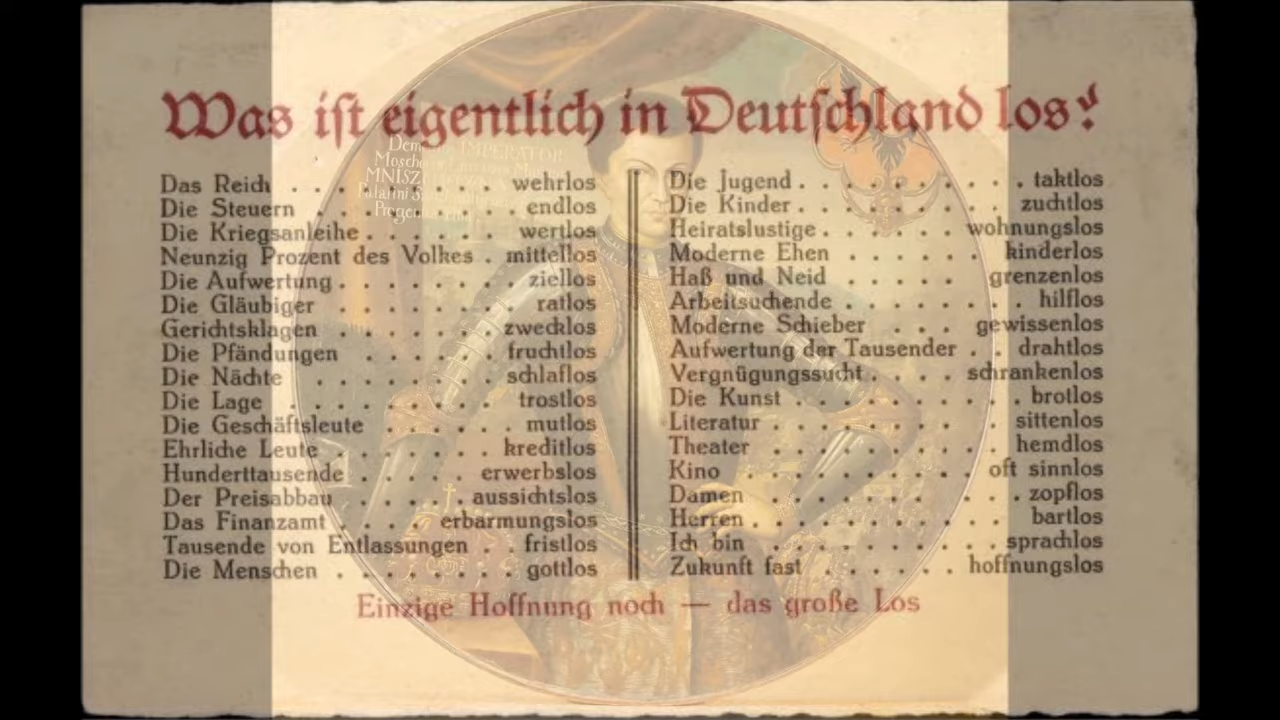 Was ist eigentlich in Deutschland los?
Das Reich . . . . . . . . . . wehrlos
Die Steuern . . . . . . . . . endlos
Die Kriegsanleihe . . . . . . wertlos
Neunzig Prozent des Volkes . mittellos
Die Aufwertung . . . . . . . ziellos
Die Gläubiger . . . . . . . . ratlos
Gerichtsklagen . . . . . . . zwecklos
Die Pfändungen . . . . . . fruchtlos
Die Nächte . . . . . . . . schlaflos
Die Lage . . . . . . . . . . trostlos
Die Geschäftsleute . . . . . . mutlos
Ehrliche Leute . . . . . . . kreditlos
Hunderttausende . . . . . erwerbslos
Der Preisabbau . . . . . aussichtslos
Das Finanzamt . . . . erbarmungslos
Tausende von Entlassungen . . fristlos
Die Menschen . . . . . . . . gottlos
Die Jugend . . . . . . . . . . taktlos
Die Kinder . . . . . . . . . zuchtlos
Heiratslustige . . . . . . wohnungslos
Moderne Ehen . . . . . . kinderlos
Haß und Neid . . . . . . grenzenlos
Arbeitsuchende . . . . . . . . hilflos
Moderne Schieber . . . gewissenlos
Aufwertung der Tausender . . drahtlos
Vergnügungssucht . . . . schrankenlos
Die Kunst . . . . . . . . . . brotlos
Literatur . . . . . . . . . . sittenlos
Theater . . . . . . . . . . hemdlos
Kino . . . . . . . . . . oft sinnlos
Damen . . . . . . . . . . . zopflos
Herren . . . . . . . . . . . bartlos
Ich bin . . . . . . . . . . sprachlos
Zukunft fast . . . . . . hoffnungslos
Einzige Hoffnung noch — das große Los
IMPERATOR